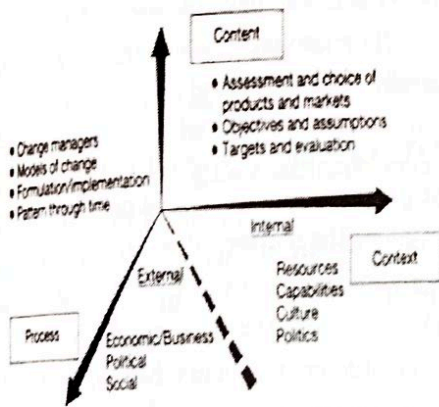 Content
• Assessment and choice of
products and markets
• Objectives and assumptions
• Targets and evaluation
• Change managers
• Models of change
• Formulation/implementation
• Pattern through time
Internal
Context
Resources
Capabilities
Culture
Politics
External
Process
Economic/Business
Political
Social